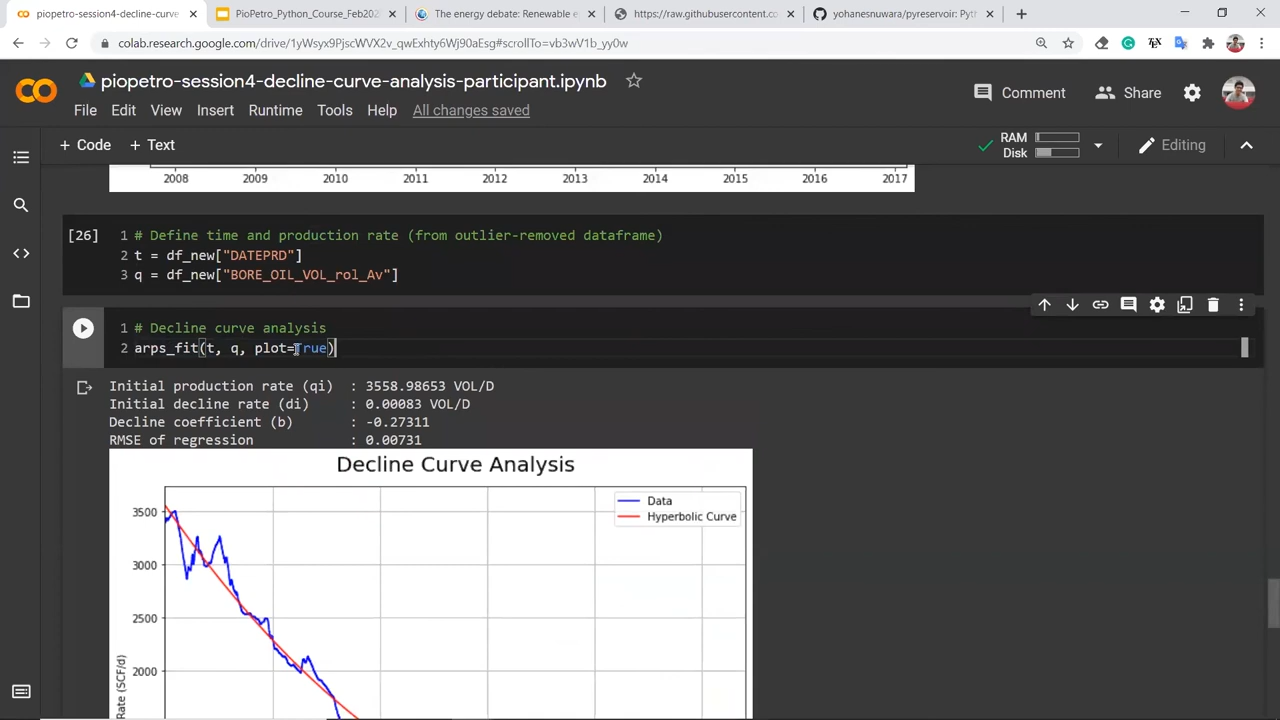 piopetro-session4-decline-curve-
PioPetro_Python_Course_Feb202
The energy debate: Renewable e
https://raw.githubusercontent.co
yohanesnuwara/pyreservoir: Pyth
colab.research.google.com/drive/1yWsyx9PjscWVX2v_qwExhty6Wj90aEsg#scrollTo=vb3wV1b_yy0w
piopetro-session4-decline-curve-analysis-participant.ipynb
Comment
Share
File Edit View Insert Runtime Tools Help All changes saved
+ Code + Text
RAM
Disk
Editing
2008 2009 2010 2011 2012 2013 2014 2015 2016 2017
[26]
1 # Define time and production rate (from outlier-removed dataframe)
2 t = df_new["DATEPRD"]
3 q = df_new["BORE_OIL_VOL_rol_Av"]
1 # Decline curve analysis
2 arps_fit(t, q, plot=True)
Initial production rate (qi) : 3558.98653 VOL/D
Initial decline rate (di) : 0.00083 VOL/D
Decline coefficient (b) : -0.27311
RMSE of regression : 0.00731
Decline Curve Analysis
Data
Hyperbolic Curve
3500
3000
2500
2000
Rate (SCF/d)